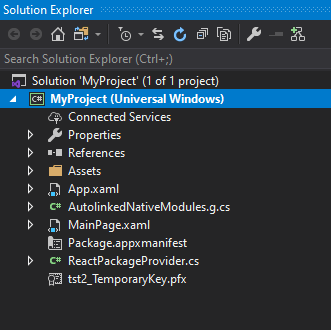 Solution Explorer
Search Solution Explorer (Ctrl+;)
Solution 'MyProject' (1 of 1 project)
C# MyProject (Universal Windows)
Connected Services
Properties
References
Assets
App.xaml
C# AutolinkedNativeModules.g.cs
MainPage.xaml
Package.appxmanifest
C# ReactPackageProvider.cs
tst2_TemporaryKey.pfx